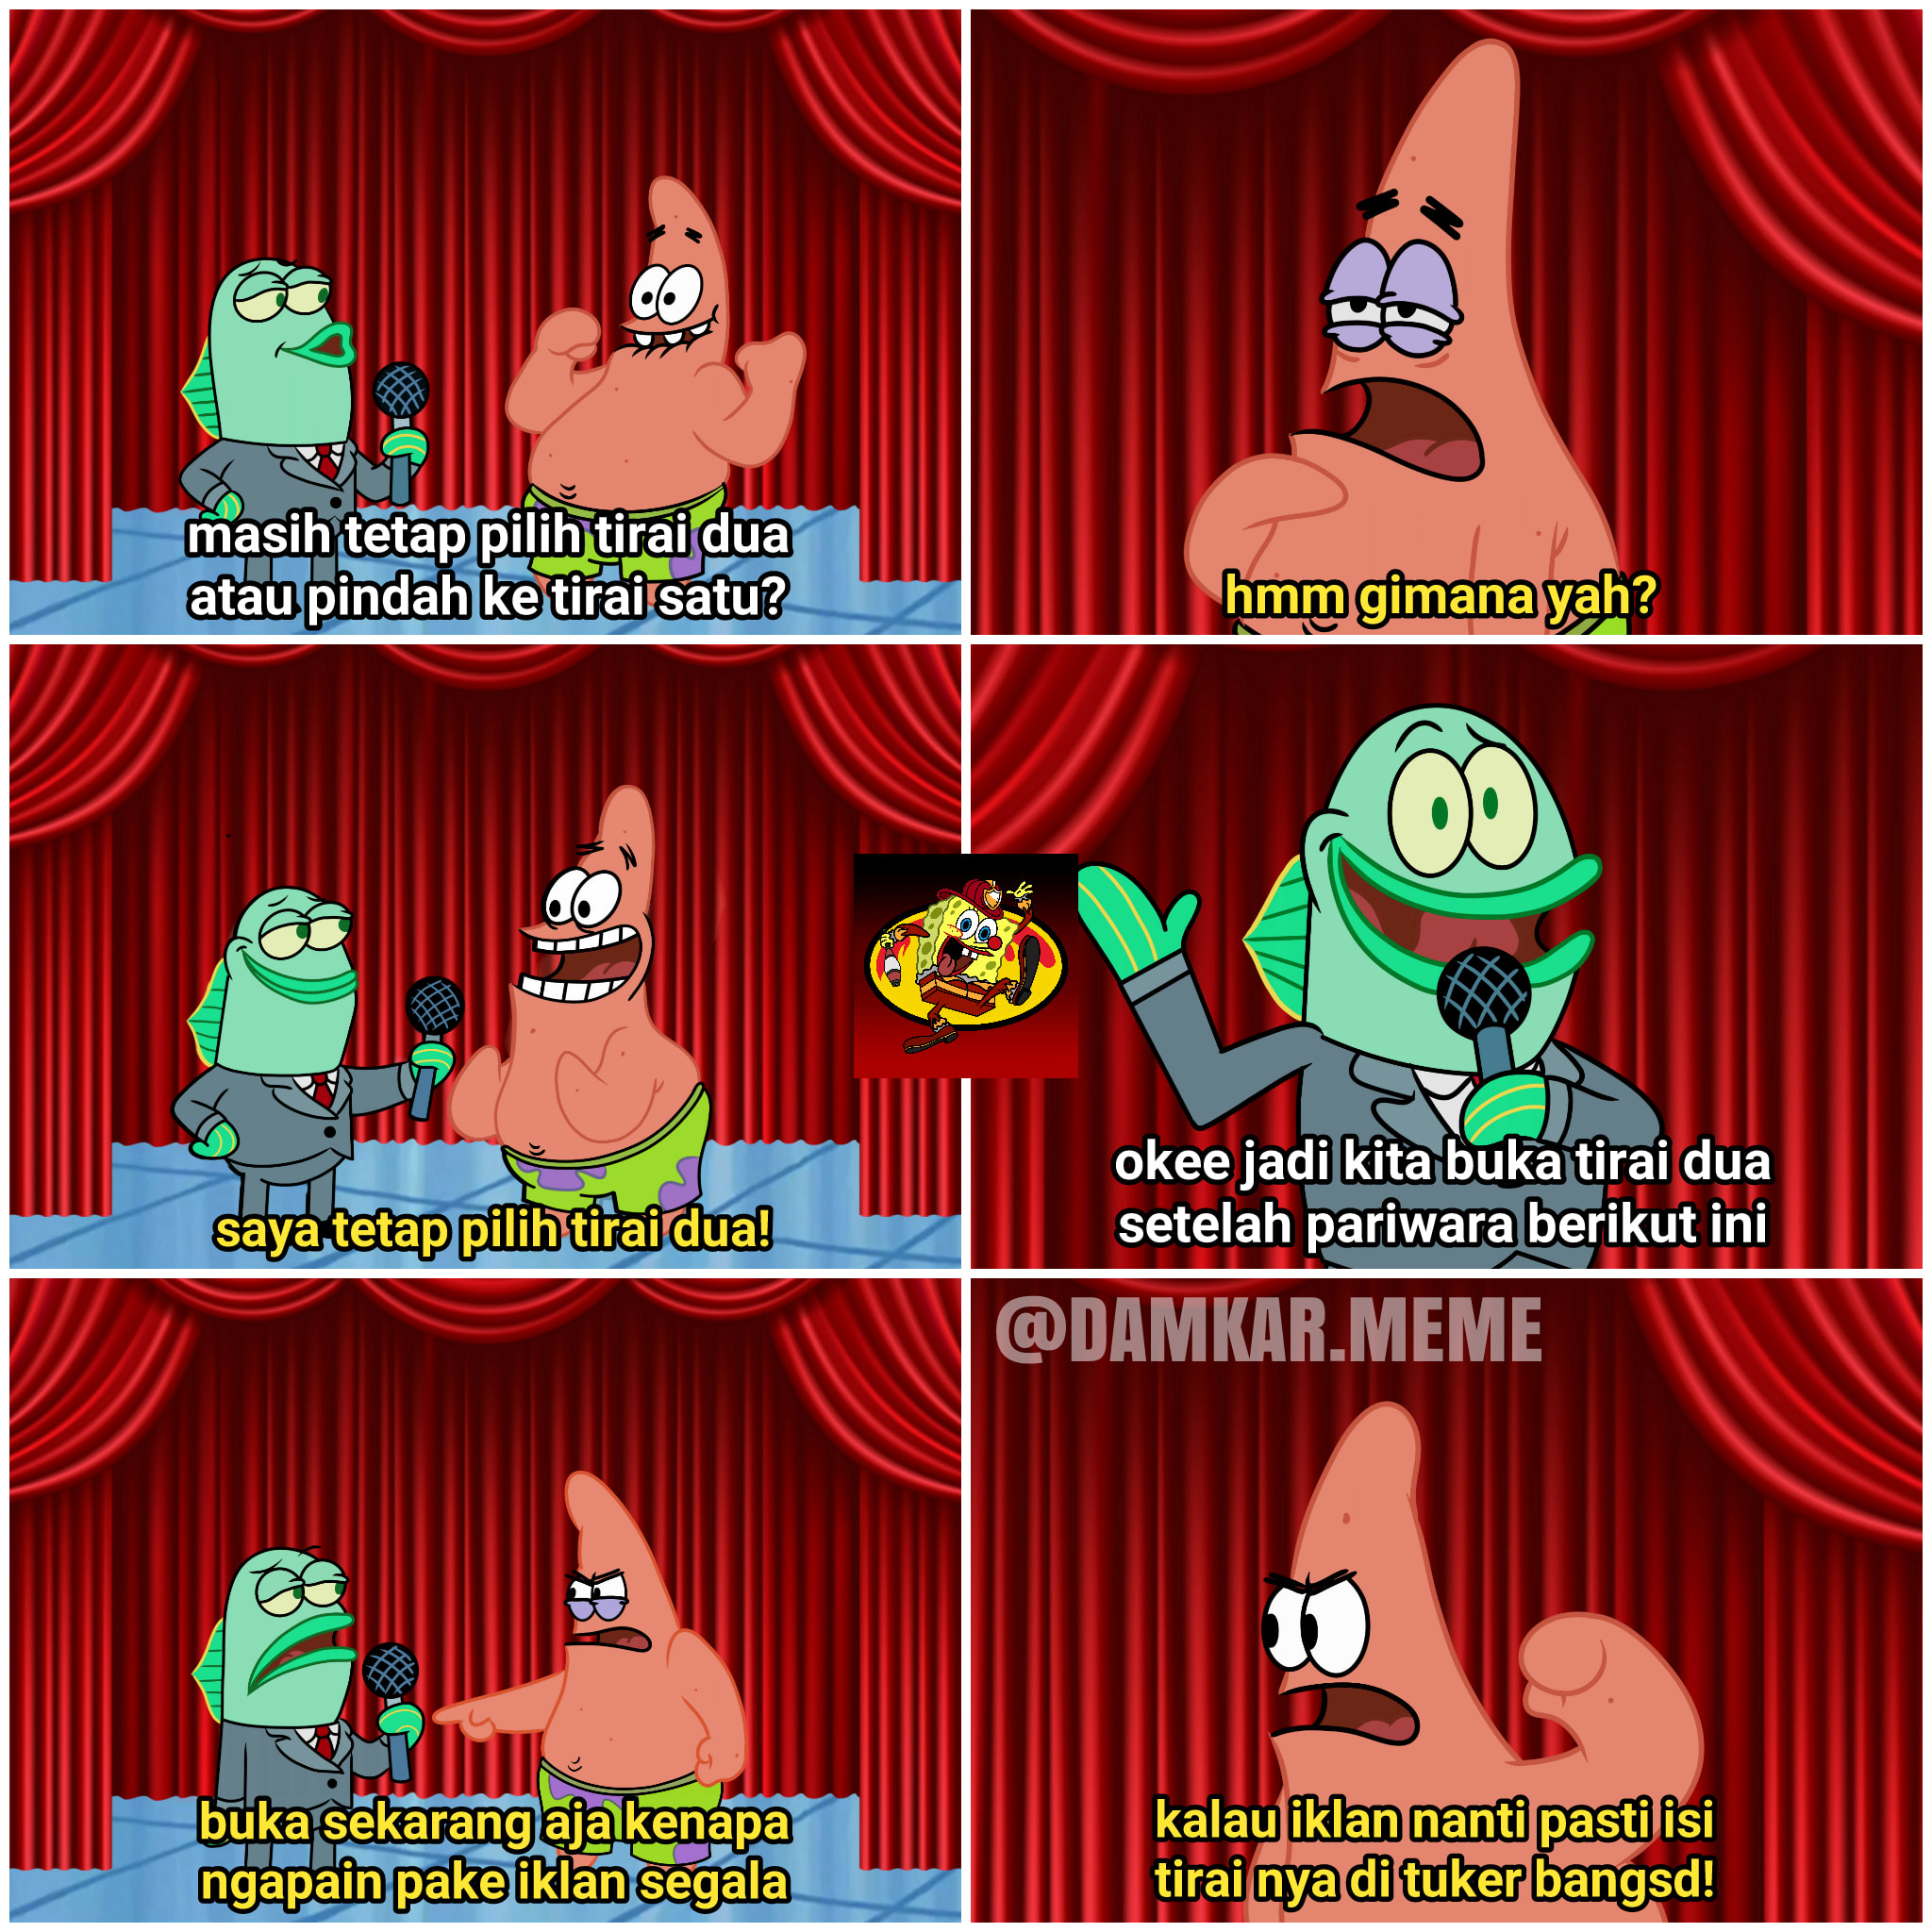 masih tetap pilih tirai dua
atau pindah ke tirai satu?
hmm gimana yah?
saya tetap pilih tirai dua!
okee jadi kita buka tirai dua
setelah pariwara berikut ini
buka sekarang aja kenapa
ngapain pake iklan segala
@DAMKAR.MEME
kalau iklan nanti pasti isi
tirai nya di tuker bangsd!